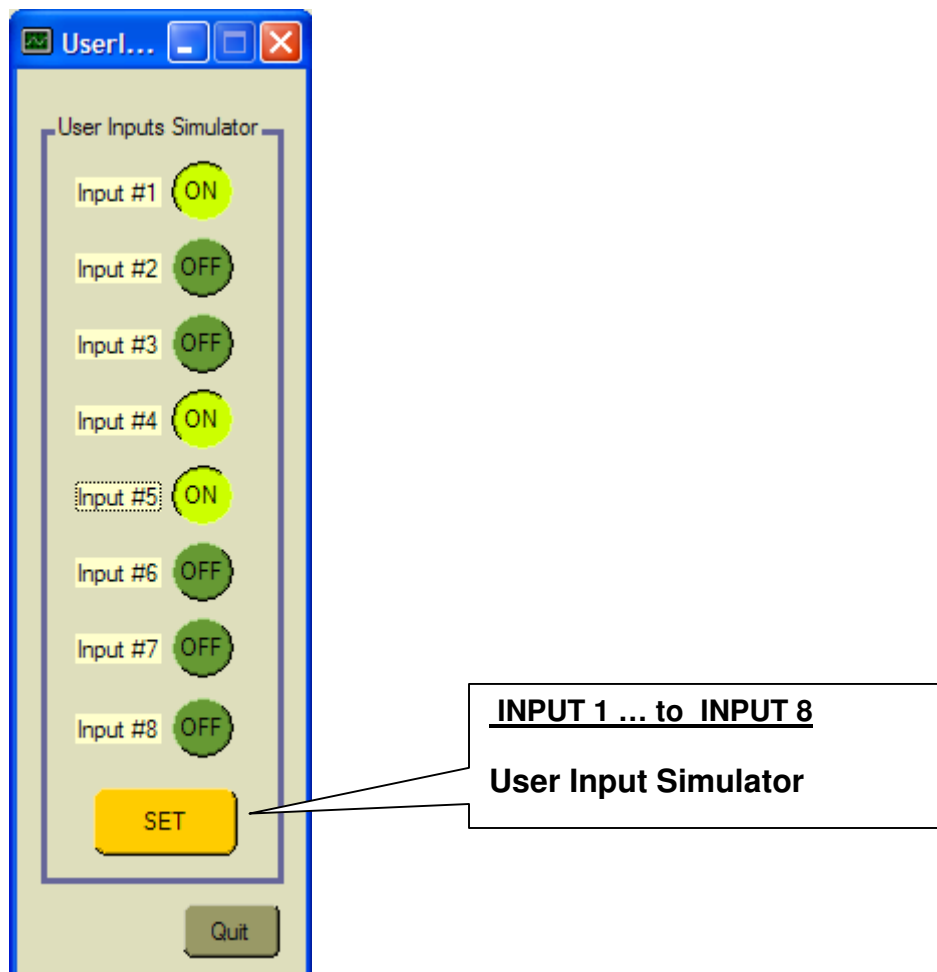 UserI...
User Inputs Simulator
Input #1 ON
Input #2 OFF
Input #3 OFF
Input #4 ON
Input #5 ON
Input #6 OFF
Input #7 OFF
Input #8 OFF
SET
Quit
INPUT 1 … to INPUT 8
User Input Simulator